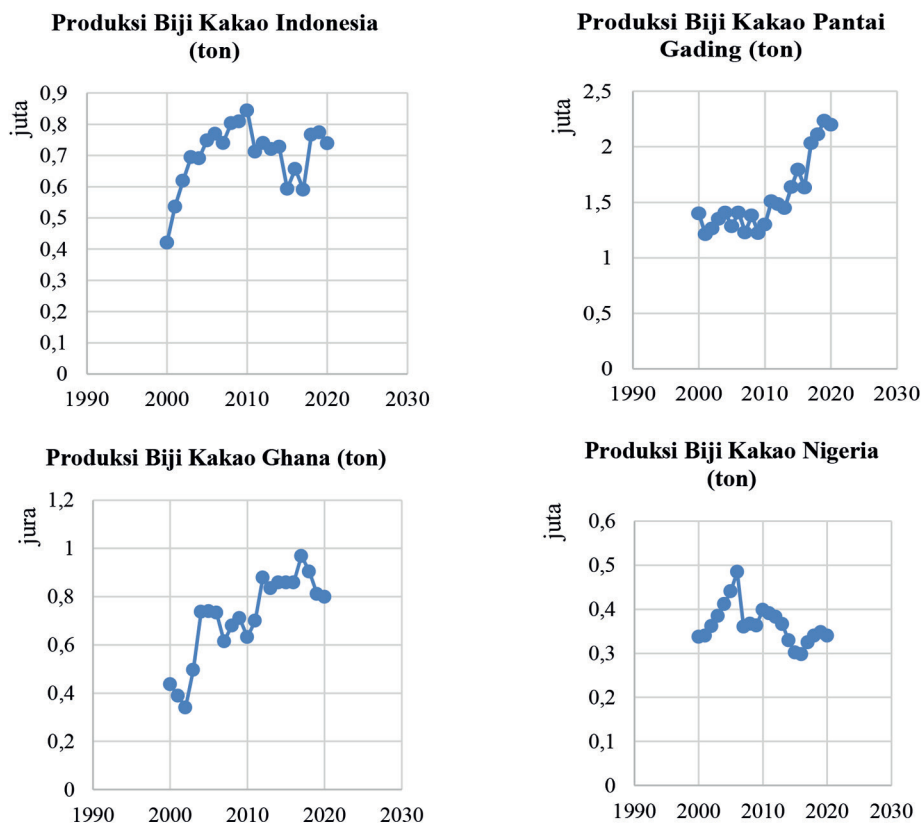 Produksi Biji Kakao Indonesia
(ton)
juta
0,9
0,8
0,7
0,6
0,5
0,4
0,3
0,2
0,1
0
1990 2000 2010 2020 2030
Produksi Biji Kakao Pantai
Gading (ton)
juta
2,5
2
1,5
1
0,5
0
1990 2000 2010 2020 2030
Produksi Biji Kakao Ghana (ton)
jura
1,2
1
0,8
0,6
0,4
0,2
0
1990 2000 2010 2020 2030
Produksi Biji Kakao Nigeria
(ton)
juta
0,6
0,5
0,4
0,3
0,2
0,1
0
1990 2000 2010 2020 2030